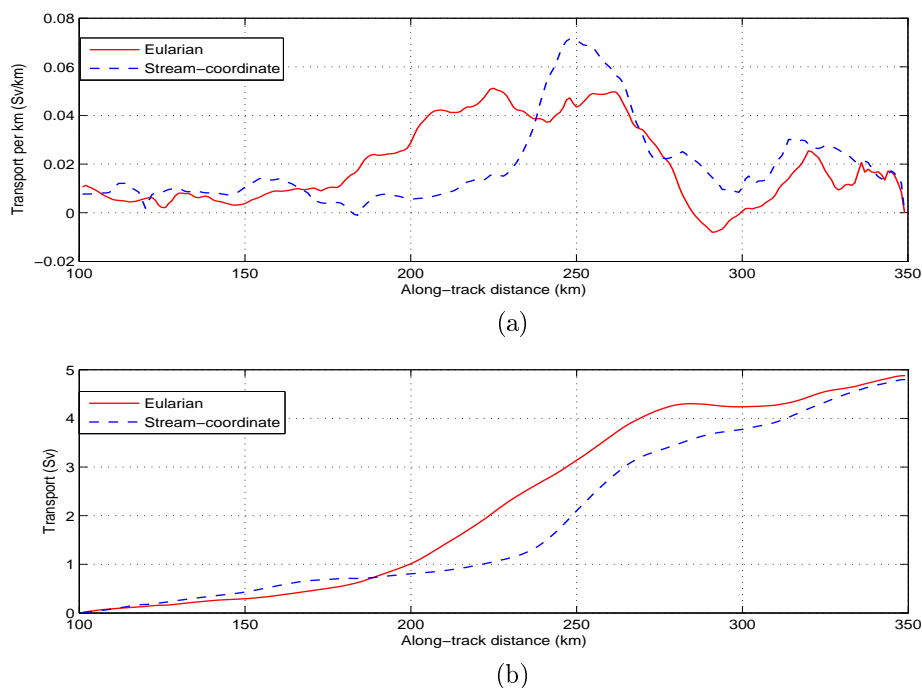 0.08
0.06
0.04
0.02
0
−0.02
Transport per km (Sv/km)
Eularian
Stream−coordinate
100 150 200 250 300 350
Along−track distance (km)
(a)
5
4
3
2
1
0
Transport (Sv)
Eularian
Stream−coordinate
100 150 200 250 300 350
Along−track distance (km)
(b)